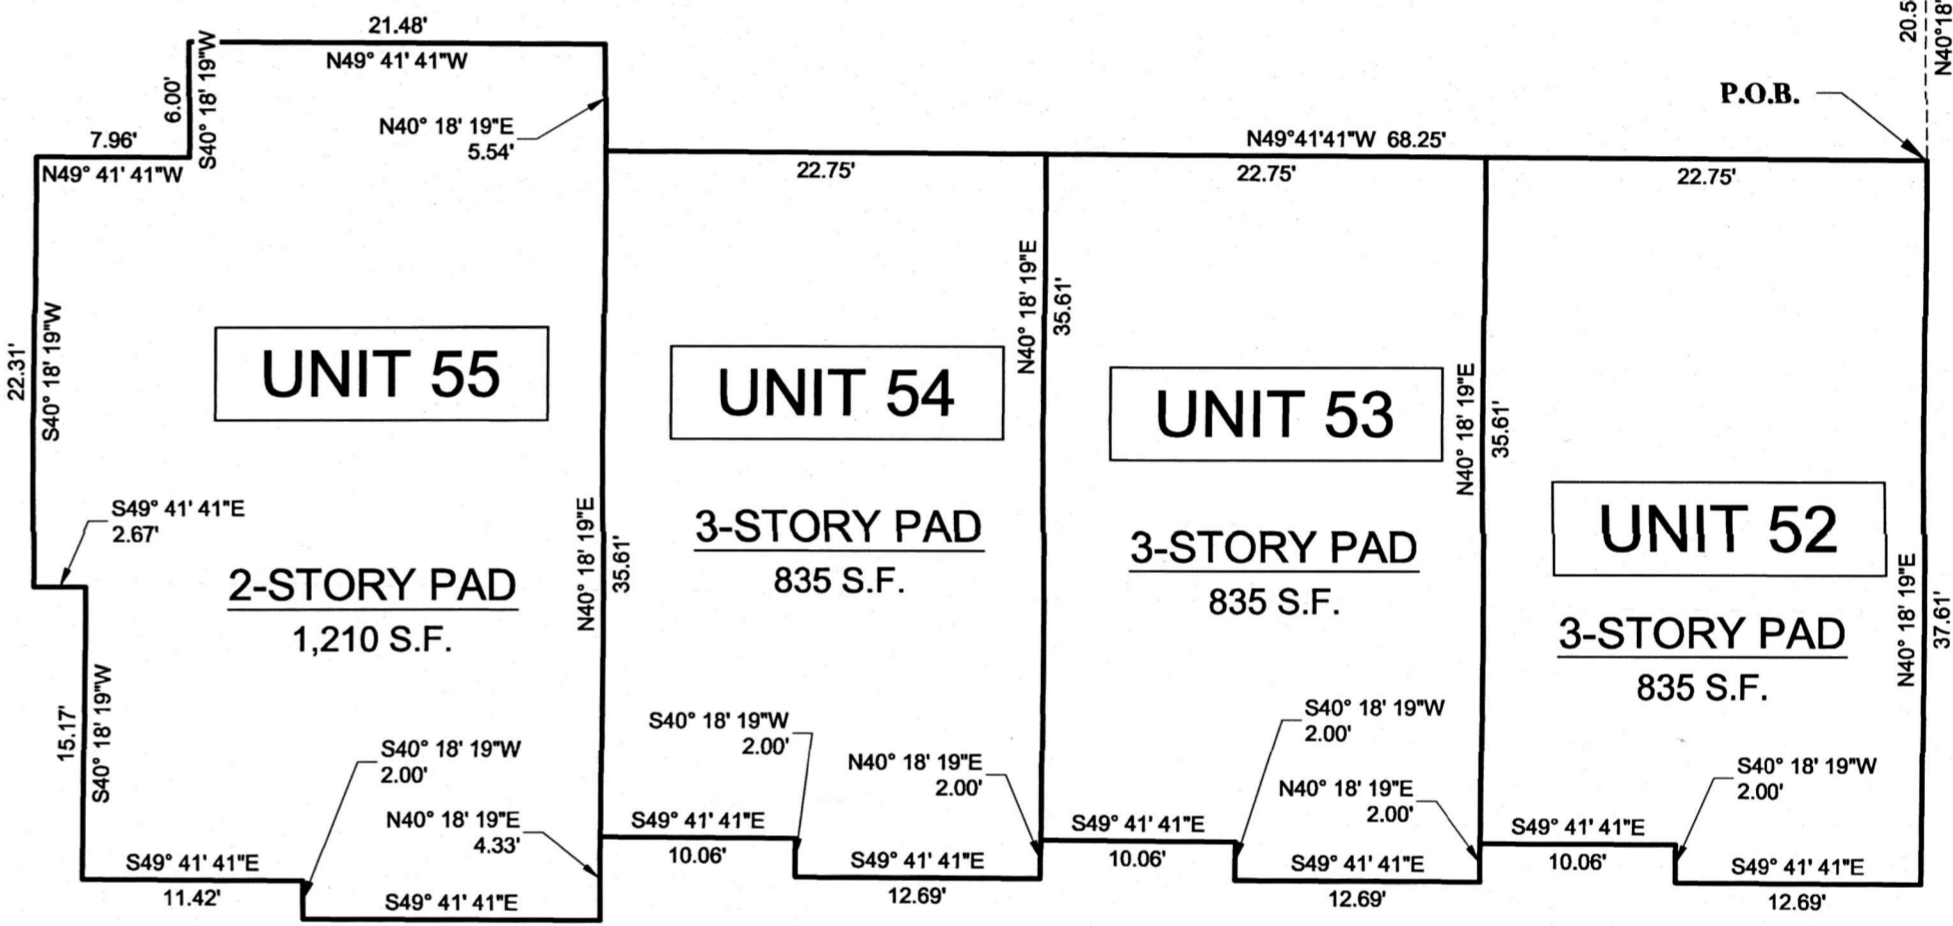 21.48'
N49° 41' 41"W
6.00'
S40° 18' 19"W
7.96'
N49° 41' 41"W
N40° 18' 19"E
5.54'
22.31'
S40° 18' 19"W
UNIT 55
S49° 41' 41"E
2.67'
2-STORY PAD
1,210 S.F.
15.17'
S40° 18' 19"W
S40° 18' 19"W
2.00'
N40° 18' 19"E
4.33'
S49° 41' 41"E
11.42'
S49° 41' 41"E
N40° 18' 19"E
35.61'
22.75'
UNIT 54
3-STORY PAD
835 S.F.
S40° 18' 19"W
2.00'
N40° 18' 19"E
2.00'
S49° 41' 41"E
10.06'
S49° 41' 41"E
12.69'
N40° 18' 19"E
35.61'
N49°41'41"W 68.25'
22.75'
UNIT 53
3-STORY PAD
835 S.F.
S40° 18' 19"W
2.00'
N40° 18' 19"E
2.00'
S49° 41' 41"E
10.06'
S49° 41' 41"E
12.69'
N40° 18' 19"E
35.61'
20.5
N40°18'
P.O.B.
22.75'
UNIT 52
3-STORY PAD
835 S.F.
N40° 18' 19"E
37.61'
S40° 18' 19"W
2.00'
S49° 41' 41"E
10.06'
S49° 41' 41"E
12.69'